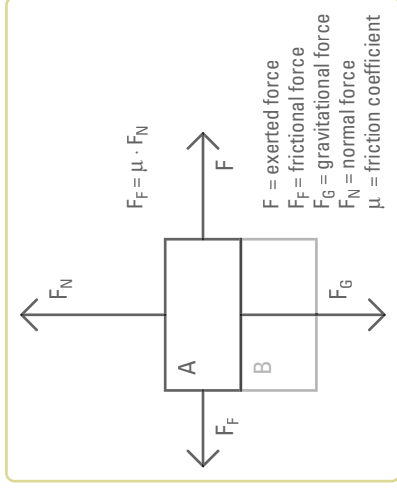 F_N
F_F = μ · F_N
A
F_F
F
B
F_G
F = exerted force
F_F = frictional force
F_G = gravitational force
F_N = normal force
μ = friction coefficient